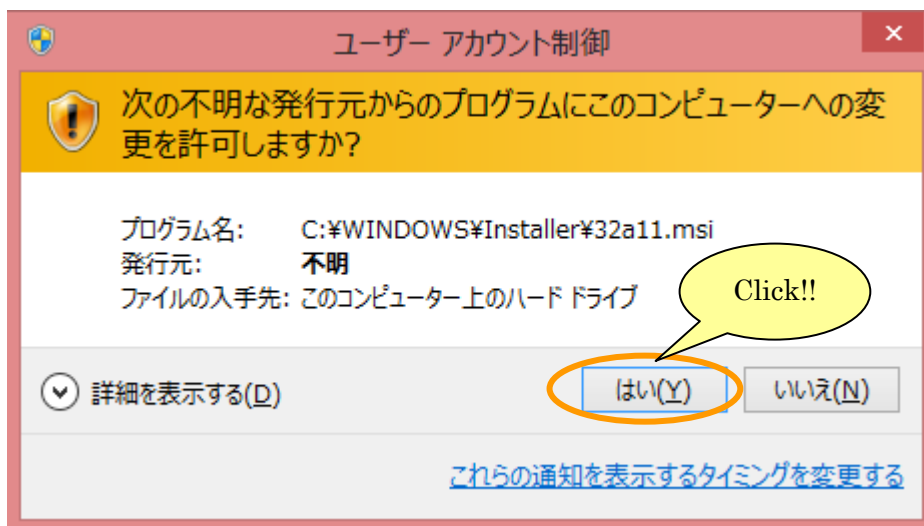 ユーザー アカウント制御
次の不明な発行元からのプログラムにこのコンピューターへの変
更を許可しますか?
プログラム名: C:¥WINDOWS¥Installer¥32a11.msi
発行元: 不明
ファイルの入手先: このコンピューター上のハード ドライブ
Click!!
詳細を表示する(D)
はい(Y)
いいえ(N)
これらの通知を表示するタイミングを変更する